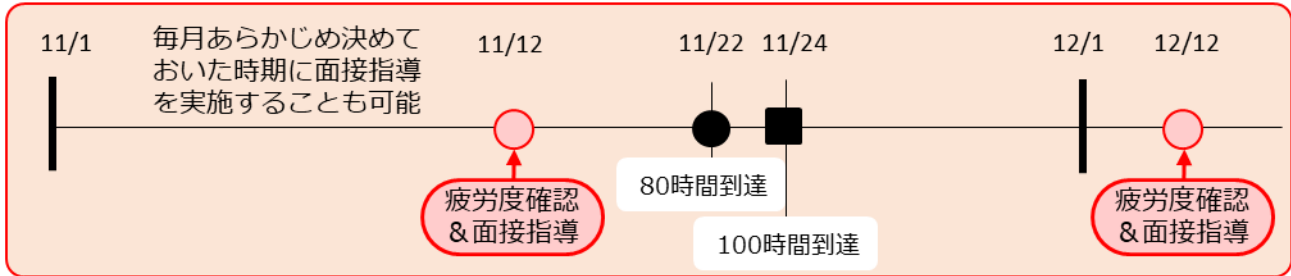 11/1
毎月あらかじめ決めて
おいた時期に面接指導
を実施することも可能
11/12
11/22
11/24
12/1
12/12
80時間到達
100時間到達
疲労度確認
＆面接指導
疲労度確認
＆面接指導